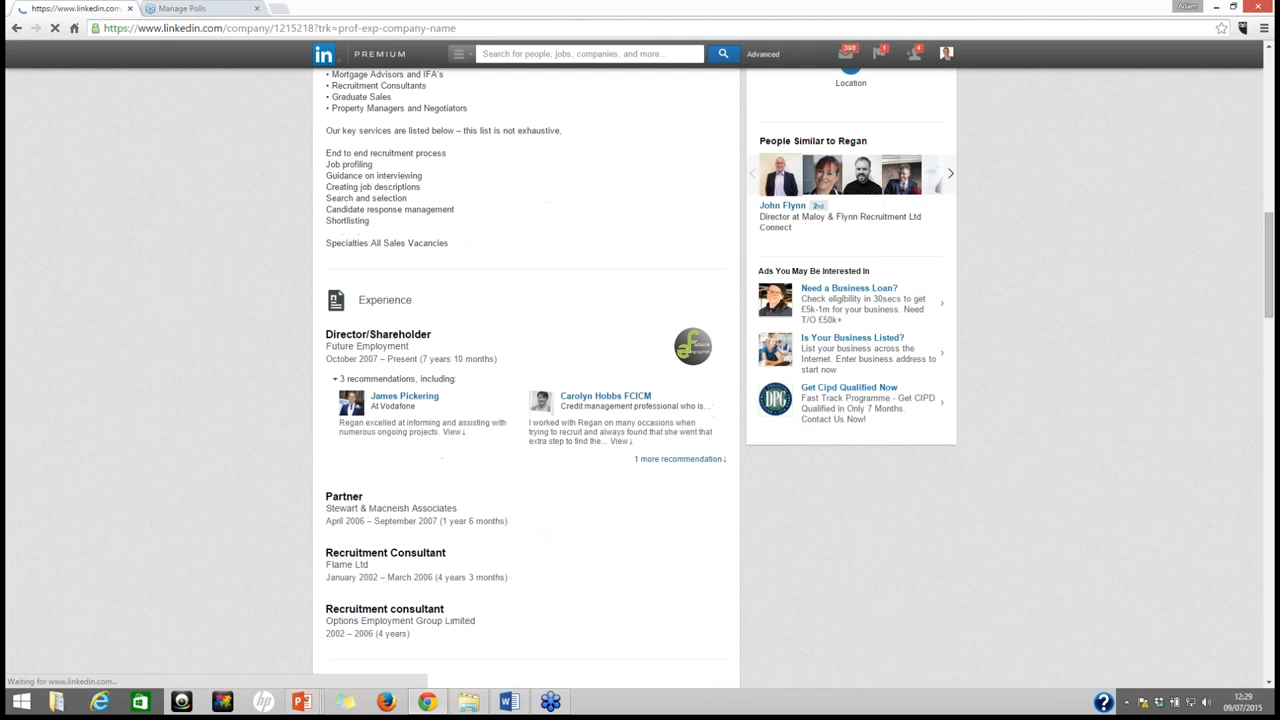 https://www.linkedin.com
Manage Polls
Adam
https://www.linkedin.com/company/1215218?trk=prof-exp-company-name
in PREMIUM
Search for people, jobs, companies, and more...
Advanced
398
1
4
• Mortgage Advisors and IFA's
• Recruitment Consultants
• Graduate Sales
• Property Managers and Negotiators
Our key services are listed below – this list is not exhaustive,
End to end recruitment process
Job profiling
Guidance on interviewing
Creating job descriptions
Search and selection
Candidate response management
Shortlisting
Specialties:All Sales Vacancies
Experience
Director/Shareholder
Future Employment
October 2007 – Present (7 years 10 months)
3 recommendations, including:
James Pickering
At Vodafone
Regan excelled at informing and assisting with
numerous ongoing projects. View↓
Carolyn Hobbs FCICM
Credit management professional who is...
I worked with Regan on many occasions when
trying to recruit and always found that she went that
extra step to find the... View↓
1 more recommendation↓
Partner
Stewart & Macneish Associates
April 2006 – September 2007 (1 year 6 months)
Recruitment Consultant
Flame Ltd
January 2002 – March 2006 (4 years 3 months)
Recruitment consultant
Options Employment Group Limited
2002 – 2006 (4 years)
Location
People Similar to Regan
John Flynn 2nd
Director at Maloy & Flynn Recruitment Ltd
Connect
Ads You May Be Interested In
Need a Business Loan?
Check eligibility in 30secs to get
£5k-1m for your business. Need
T/O £50k+
Is Your Business Listed?
List your business across the
Internet. Enter business address to
start now
DPG
Get Cipd Qualified Now
Fast Track Programme - Get CIPD
Qualified in Only 7 Months.
Contact Us Now!
Waiting for www.linkedin.com...
12:29
09/07/2015